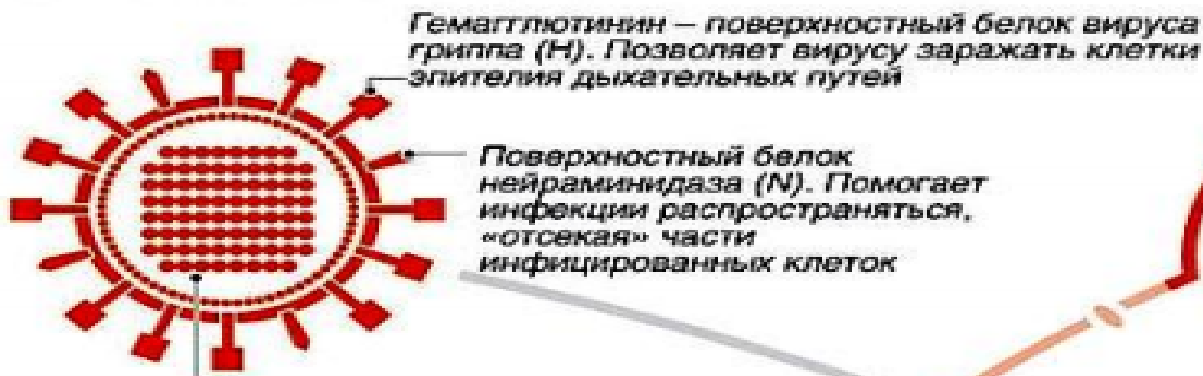 Гемагглютинин – поверхностный белок вируса
гриппа (H). Позволяет вирусу заражать клетки
эпителия дыхательных путей
Поверхностный белок
нейраминидаза (N). Помогает
инфекции распространяться,
«отсекая» части
инфицированных клеток